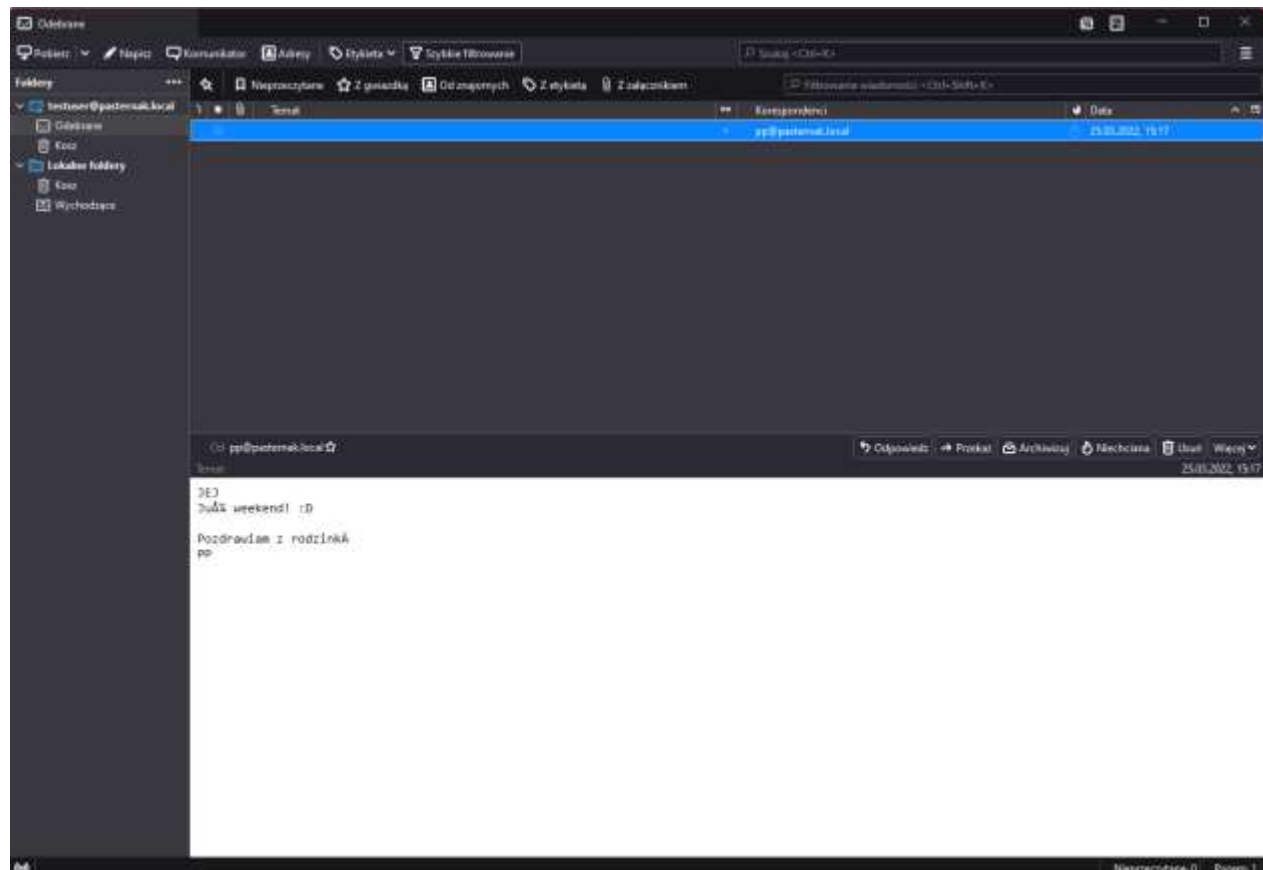 Odebrane
Pobierz Napisz Komunikator Adresy Etykieta Szybkie filtrowanie Szukaj <Ctrl+K>
Foldery Nieprzeczytane Z gwiazdką Od znajomych Z etykietą Z załącznikiem Filtrowanie wiadomości <Ctrl+Shift+K>
testuser@pasternak.local Temat Korespondenci Data
Odebrane pp@pasternak.local 25.03.2022, 15:17
Kosz
Lokalne foldery
Kosz
Wychodzące
Od pp@pasternak.local Odpowiedz Przekaż Archiwizuj Niechciana Usuń Więcej
Temat 25.03.2022, 15:17
JEJ
JuÅ¼ weekend! :D
Pozdrawiam z rodzinkÄ
pp
Nieprzeczytane: 0 Razem: 1